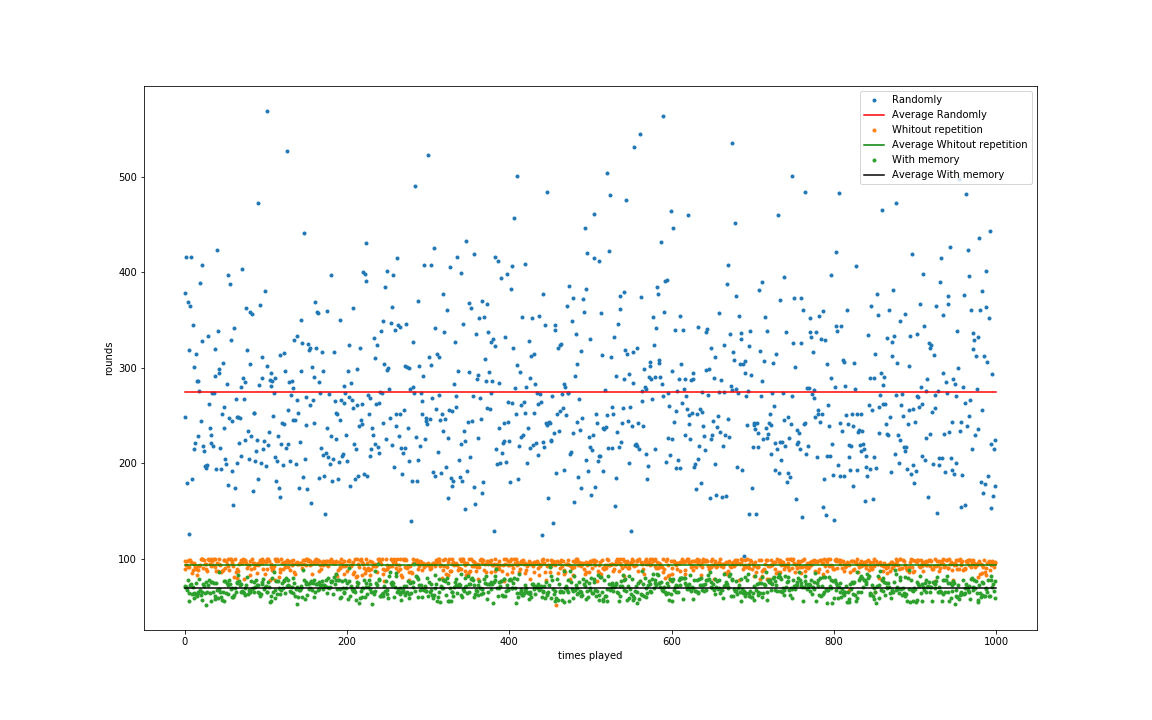 Randomly
Average Randomly
Whitout repetition
Average Whitout repetition
With memory
Average With memory
500
400
300
200
100
rounds
0 200 400 600 800 1000
times played